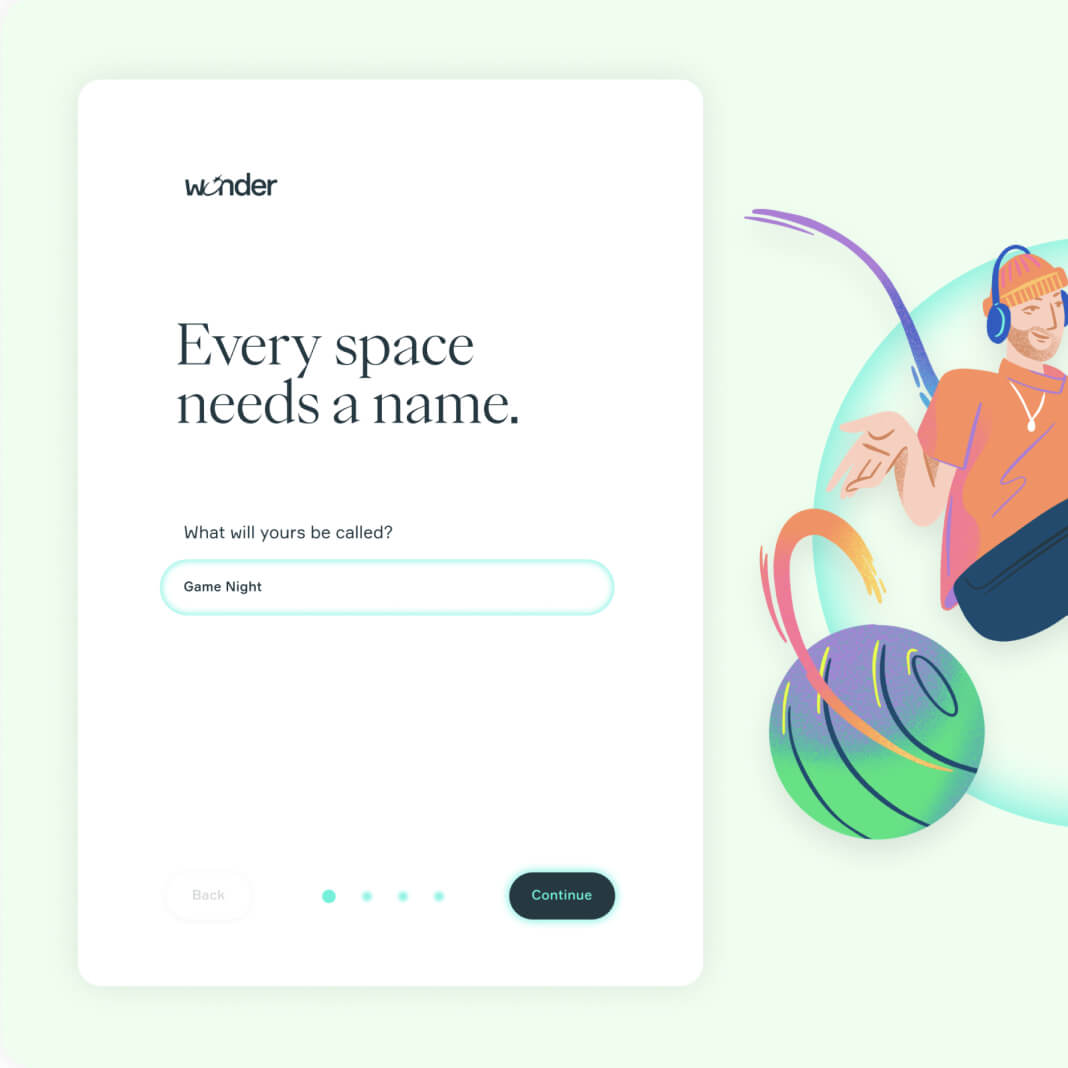 wonder
Every space
needs a name.
What will yours be called?
Game Night
Back
Continue